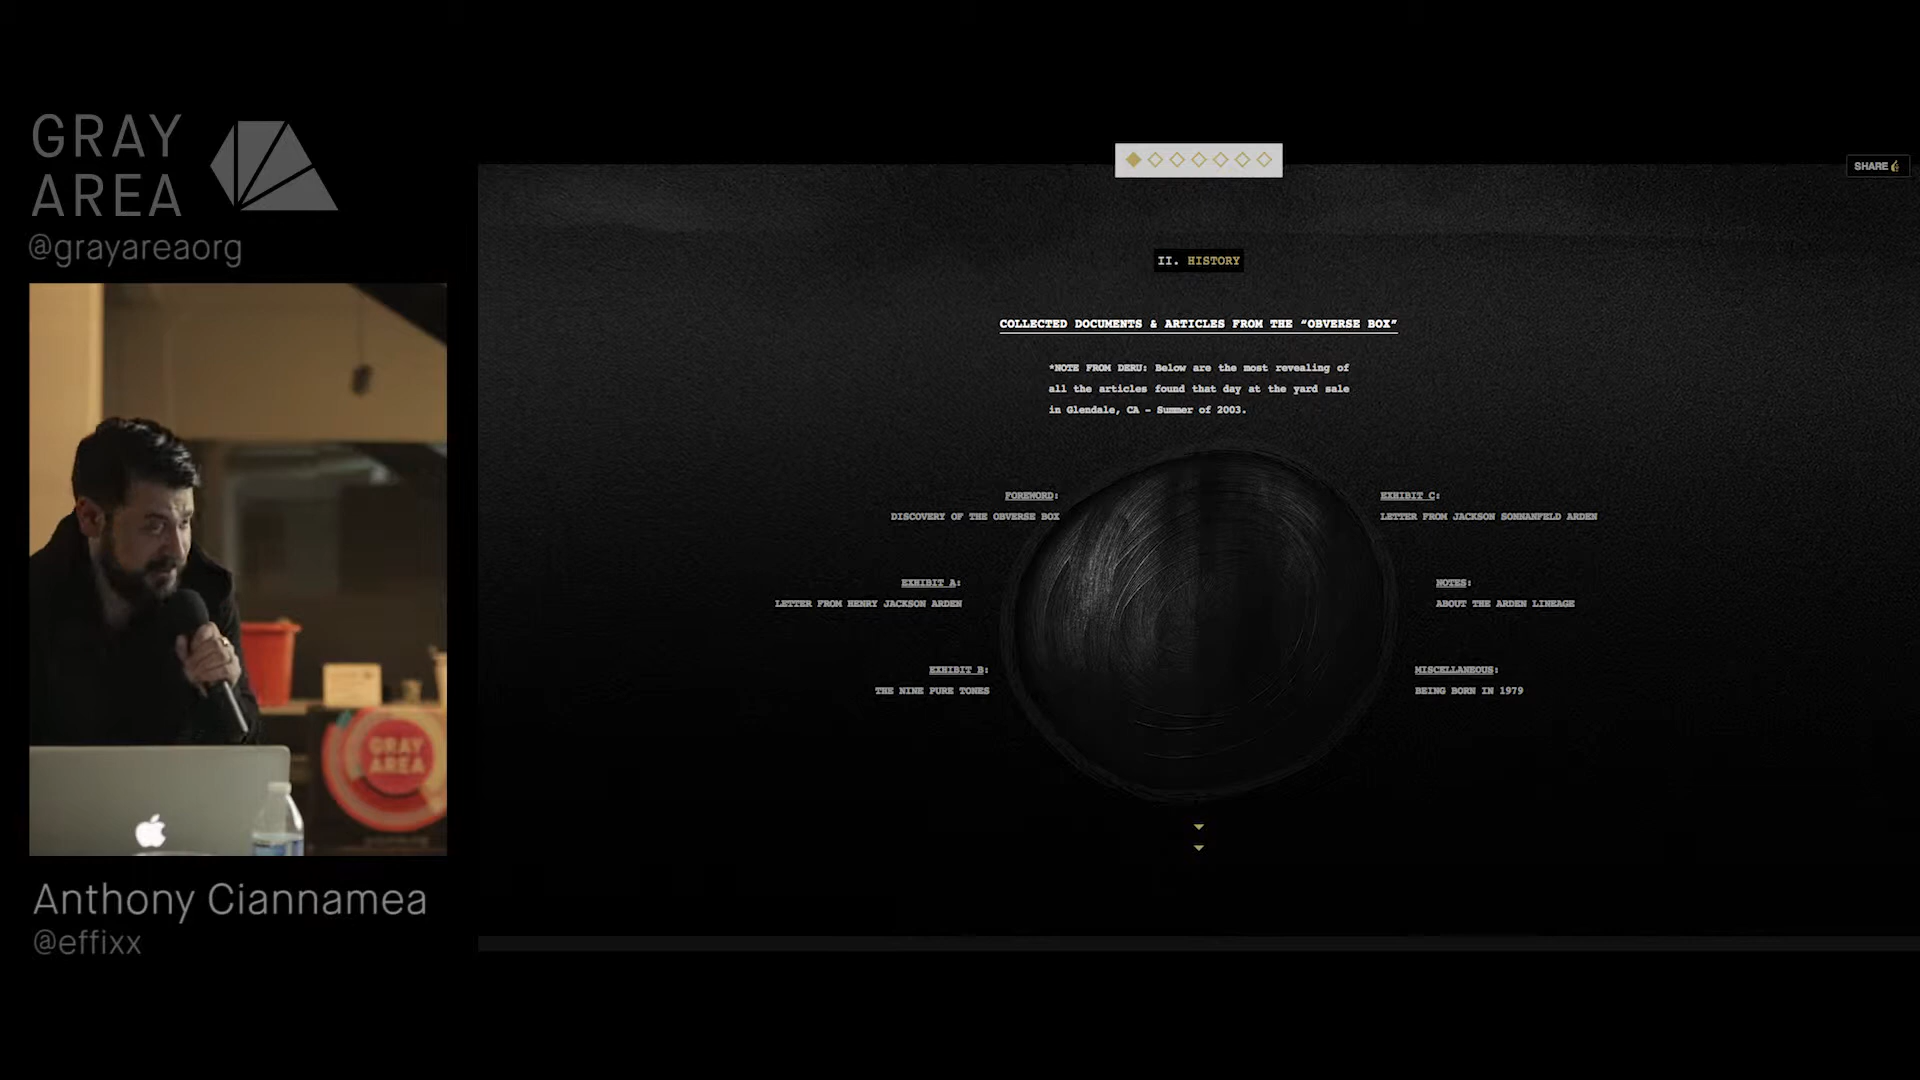 GRAY
AREA
@grayareaorg
GRAY
AREA
Anthony Ciannamea
@effixx
SHARE
II. HISTORY
COLLECTED DOCUMENTS & ARTICLES FROM THE “OBVERSE BOX”
*NOTE FROM DERU: Below are the most revealing of
all the articles found that day at the yard sale
in Glendale, CA – Summer of 2003.
FOREWORD:
DISCOVERY OF THE OBVERSE BOX
EXHIBIT A:
LETTER FROM HENRY JACKSON ARDEN
EXHIBIT B:
THE NINE PURE TONES
EXHIBIT C:
LETTER FROM JACKSON SONNANFELD ARDEN
NOTES:
ABOUT THE ARDEN LINEAGE
MISCELLANEOUS:
BEING BORN IN 1979